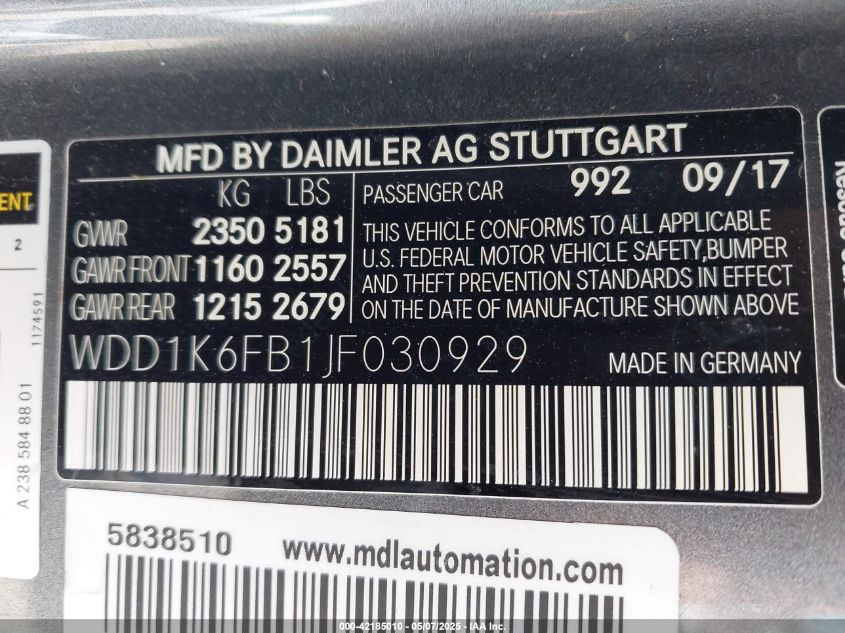 MFD BY DAIMLER AG STUTTGART
KG LBS
GVWR 2350 5181
GAWR FRONT 1160 2557
GAWR REAR 1215 2679
PASSENGER CAR 992 09/17
THIS VEHICLE CONFORMS TO ALL APPLICABLE
U.S. FEDERAL MOTOR VEHICLE SAFETY,BUMPER
AND THEFT PREVENTION STANDARDS IN EFFECT
ON THE DATE OF MANUFACTURE SHOWN ABOVE
WDD1K6FB1JF030929
MADE IN GERMANY
ENT
2
1174591
A 238 584 88 01
5838510
www.mdlautomation.com
000-42185010 - 05/07/2025 - IAA Inc.